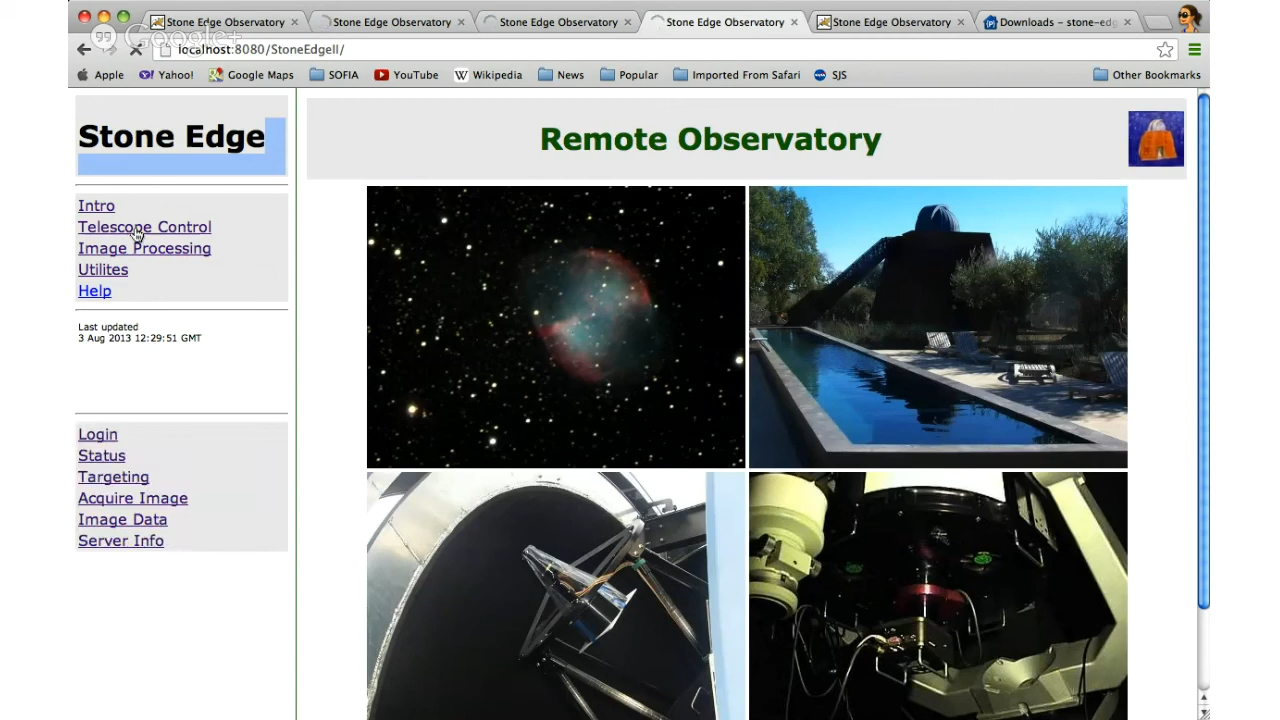 Stone Edge Observatory
Stone Edge Observatory
Stone Edge Observatory
Stone Edge Observatory
Stone Edge Observatory
Downloads – stone-edg
Google+
localhost:8080/StoneEdgeII/
Apple
Yahoo!
Google Maps
SOFIA
YouTube
W Wikipedia
News
Popular
Imported From Safari
SJS
Other Bookmarks
Stone Edge
Remote Observatory
Intro
Telescope Control
Image Processing
Utilites
Help
Last updated
3 Aug 2013 12:29:51 GMT
Login
Status
Targeting
Acquire Image
Image Data
Server Info